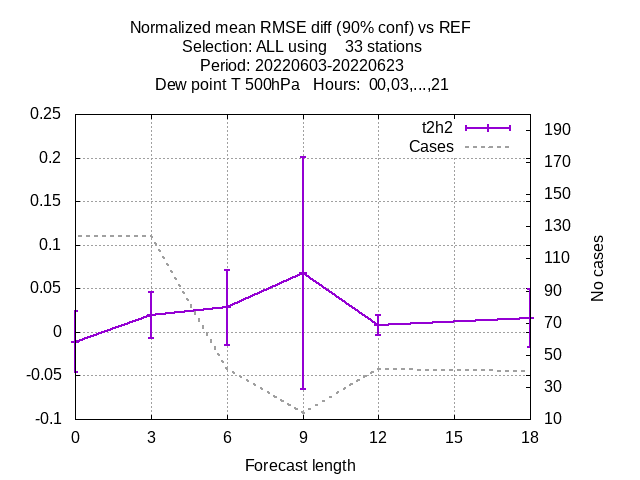 Normalized mean RMSE diff (90% conf) vs REF
Selection: ALL using    33 stations
Period: 20220603-20220623
Dew point T 500hPa   Hours:  00,03,...,21
t2h2
Cases
0.25
0.2
0.15
0.1
0.05
0
-0.05
-0.1
190
170
150
130
110
90
70
50
30
10
No cases
0 3 6 9 12 15 18
Forecast length